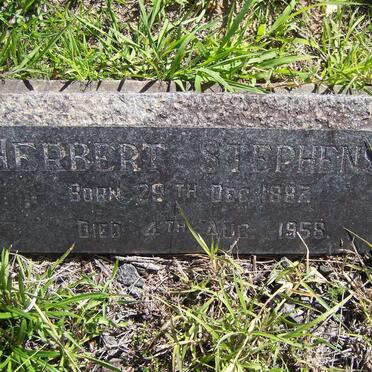 HERBERT STEPHENS
BORN 29TH DEC. 1887
DIED 4TH AUG. 1958